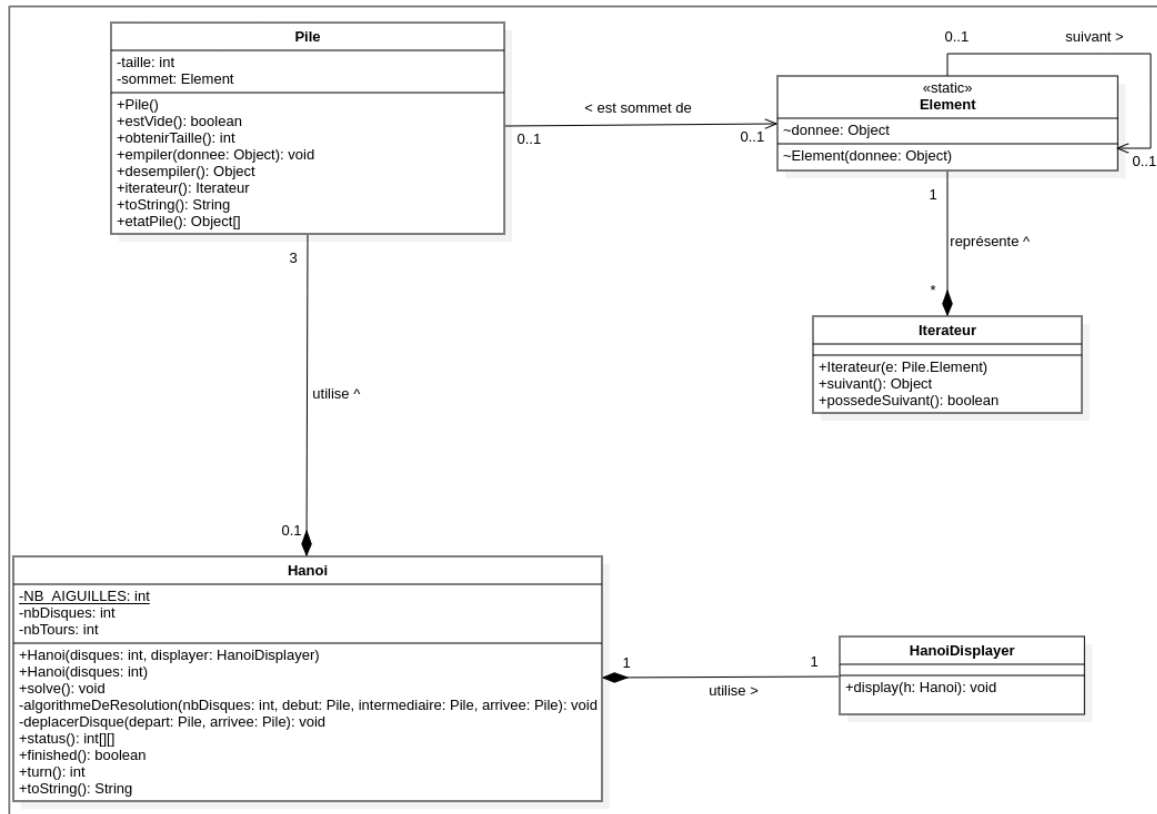 Pile
-taille: int
-sommet: Element
+Pile()
+estVide(): boolean
+obtenirTaille(): int
+empiler(donnee: Object): void
+desempiler(): Object
+iterateur(): Iterateur
+toString(): String
+etatPile(): Object[]
< est sommet de
0..1
0..1
0..1
suivant >
0..1
«static»
Element
~donnee: Object
~Element(donnee: Object)
1
représente ^
*
Iterateur
+Iterateur(e: Pile.Element)
+suivant(): Object
+possedeSuivant(): boolean
3
utilise ^
0.1
Hanoi
-NB_AIGUILLES: int
-nbDisques: int
-nbTours: int
+Hanoi(disques: int, displayer: HanoiDisplayer)
+Hanoi(disques: int)
+solve(): void
-algorithmeDeResolution(nbDisques: int, debut: Pile, intermediaire: Pile, arrivee: Pile): void
-deplacerDisque(depart: Pile, arrivee: Pile): void
+status(): int[][]
+finished(): boolean
+turn(): int
+toString(): String
1
utilise >
1
HanoiDisplayer
+display(h: Hanoi): void